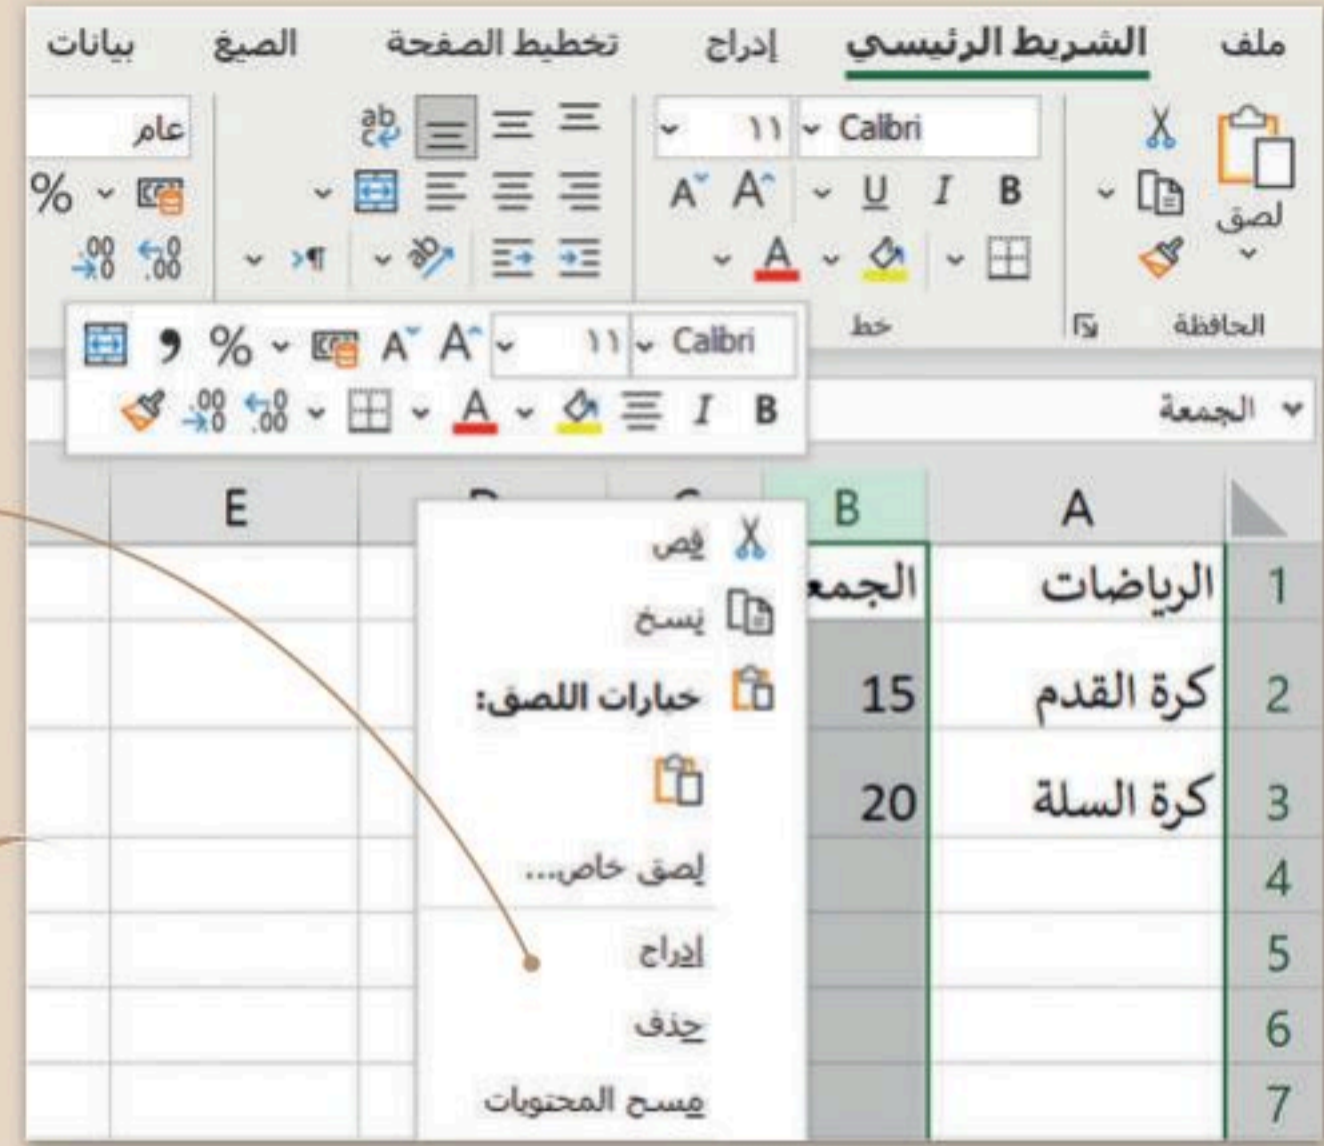 ملف الشريط الرئيسي إدراج تخطيط الصفحة الصيغ بيانات
Calibri ١١ عام
لصق B I U A A %
A
الحافظة خط
Calibri ١١ A A % ,
B I A
الجمعة
A B E
1 الرياضات الجمع
2 كرة القدم 15
3 كرة السلة 20
4
5
6
7
قص
نسخ
خيارات اللصق:
لصق خاص...
إدراج
حذف
مسح المحتويات